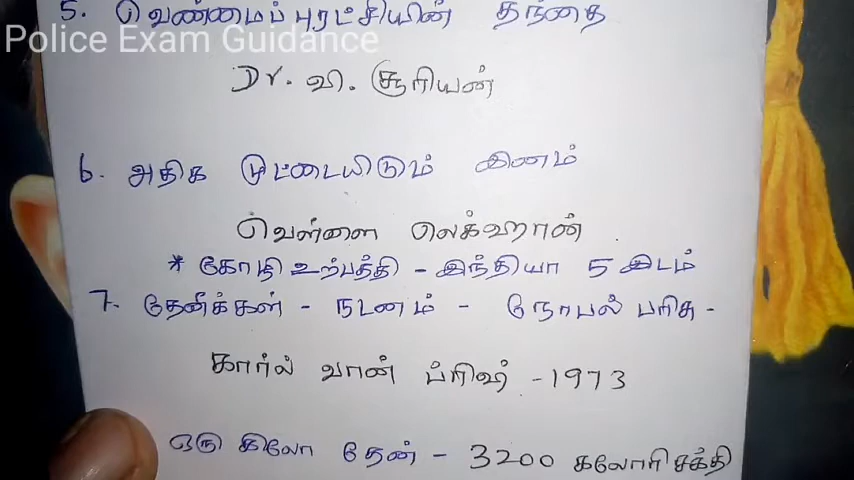 5. வெண்மைப் புரட்சியின் தந்தை
Police Exam Guidance
Dr. வி. சூரியன்
6. அதிக முட்டையிடும் இனம்
வெள்ளை லெக்ஹான்
* கோழி உற்பத்தி - இந்தியா 5 இடம்
7. தேனீக்கள் - நடனம் - நோபல் பரிசு -
கார்ல் வான் ப்ரிஷ் - 1973
ஒரு கிலோ தேன் - 3200 கலோரி சக்தி